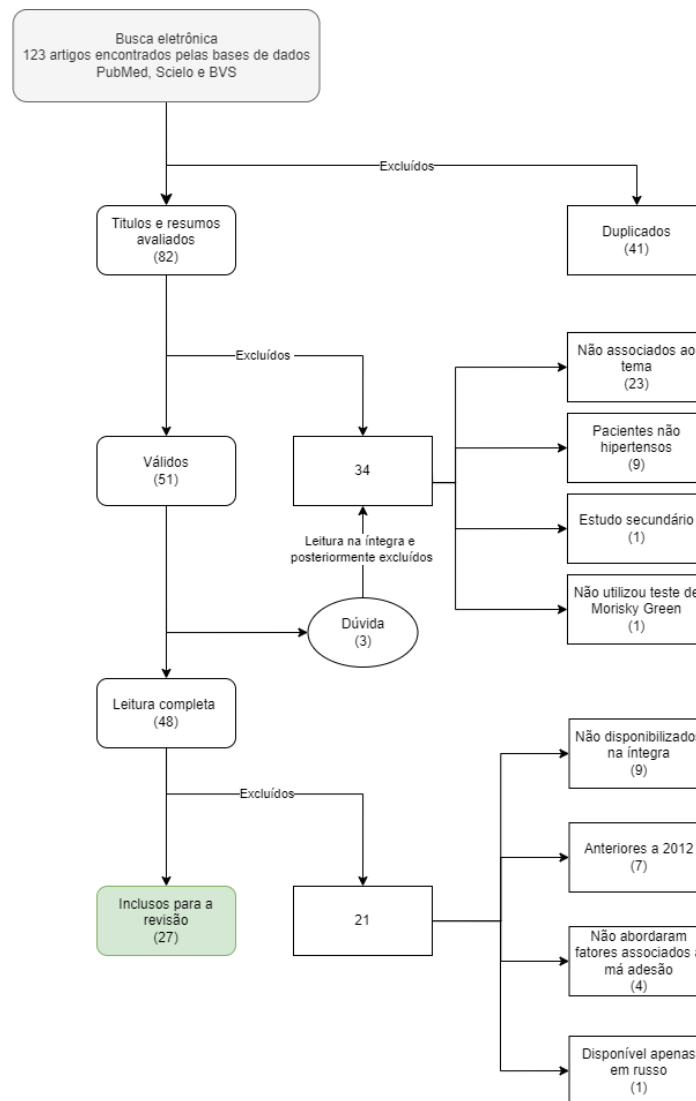 Busca eletrônica
123 artigos encontrados pelas bases de dados
PubMed, Scielo e BVS
Excluídos
Titulos e resumos
avaliados
(82)
Duplicados
(41)
Excluídos
Não associados ao
tema
(23)
Válidos
(51)
34
Pacientes não
hipertensos
(9)
Estudo secundário
(1)
Leitura na íntegra e
posteriormente excluídos
Não utilizou teste de
Morisky Green
(1)
Dúvida
(3)
Leitura completa
(48)
Não disponibilizados
na íntegra
(9)
Excluídos
Anteriores a 2012
(7)
Inclusos para a
revisão
(27)
21
Não abordaram
fatores associados a
má adesão
(4)
Disponível apenas
em russo
(1)